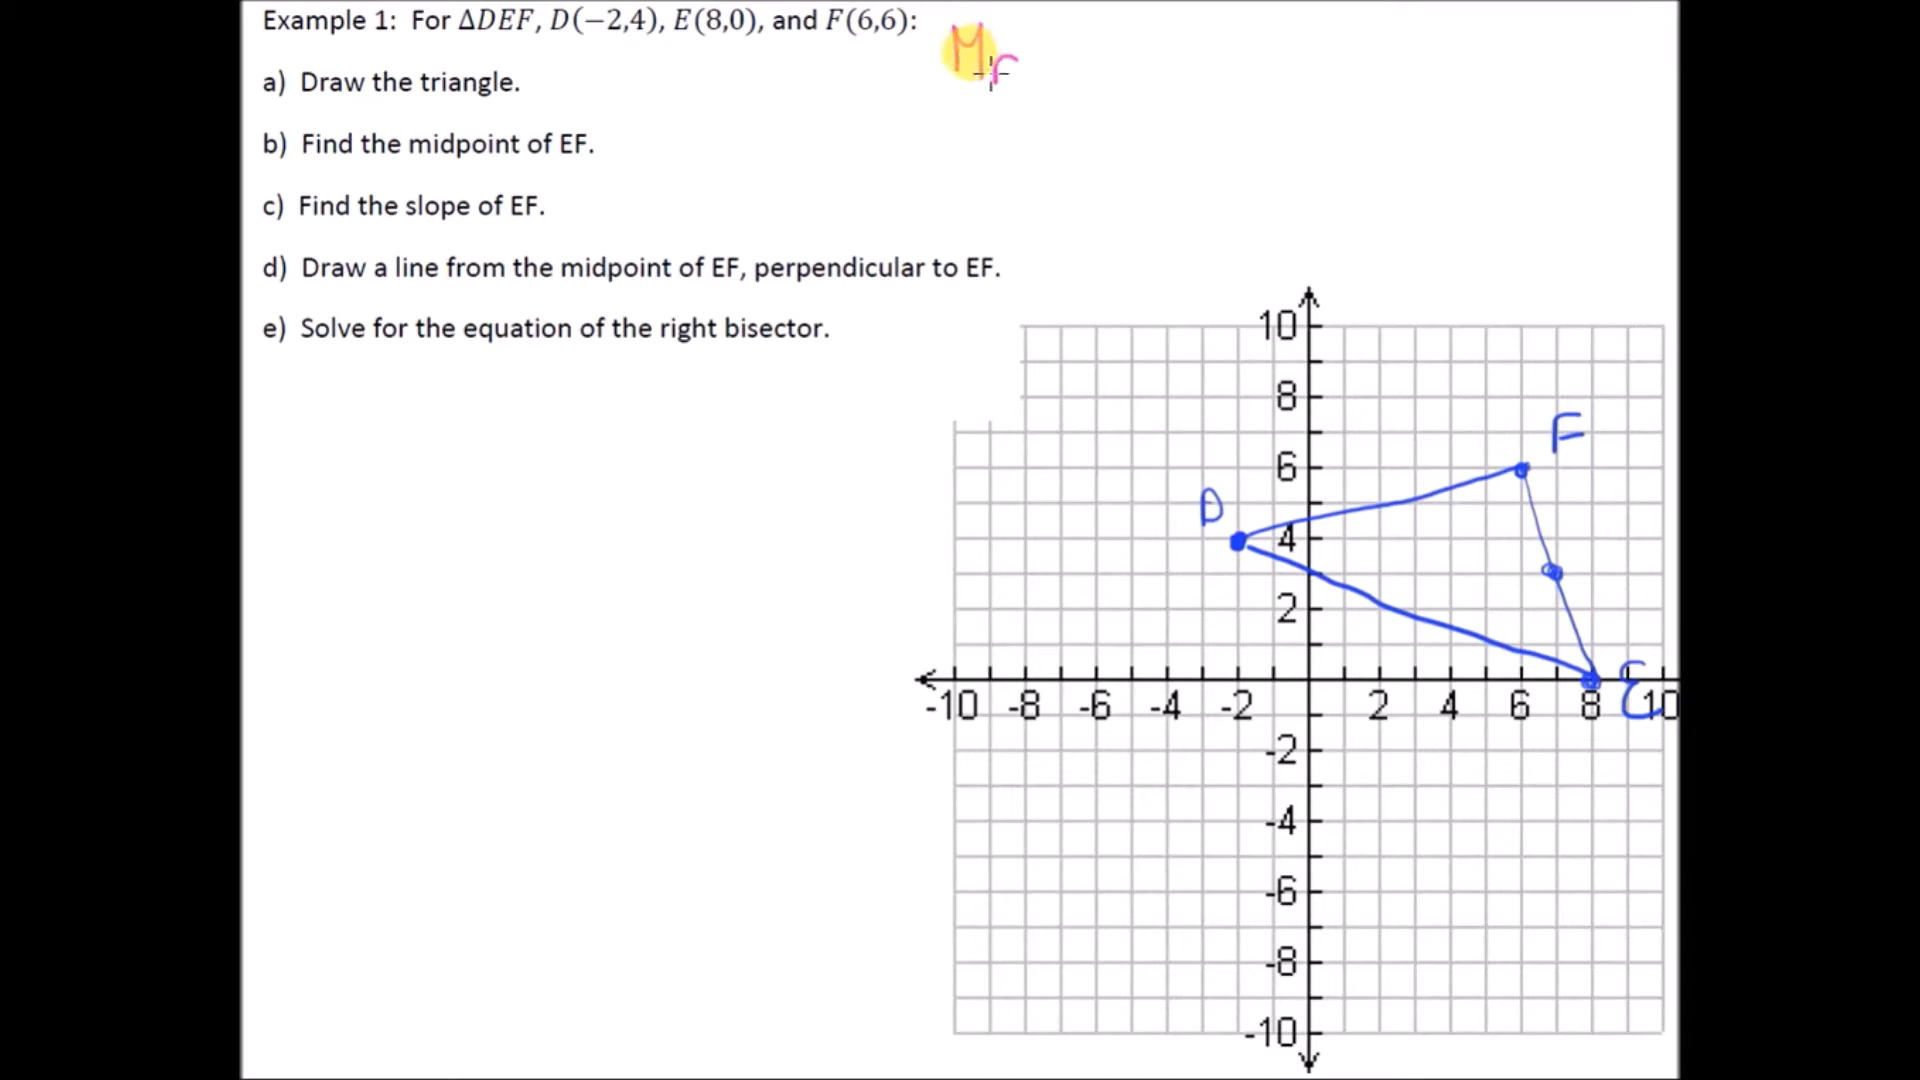 Example 1: For ΔDEF, D(−2,4), E(8,0), and F(6,6):
M
a) Draw the triangle.
b) Find the midpoint of EF.
c) Find the slope of EF.
d) Draw a line from the midpoint of EF, perpendicular to EF.
e) Solve for the equation of the right bisector.
10
8
F
6
D
4
2
E
-10 -8 -6 -4 -2 2 4 6 8 10
-2
-4
-6
-8
-10